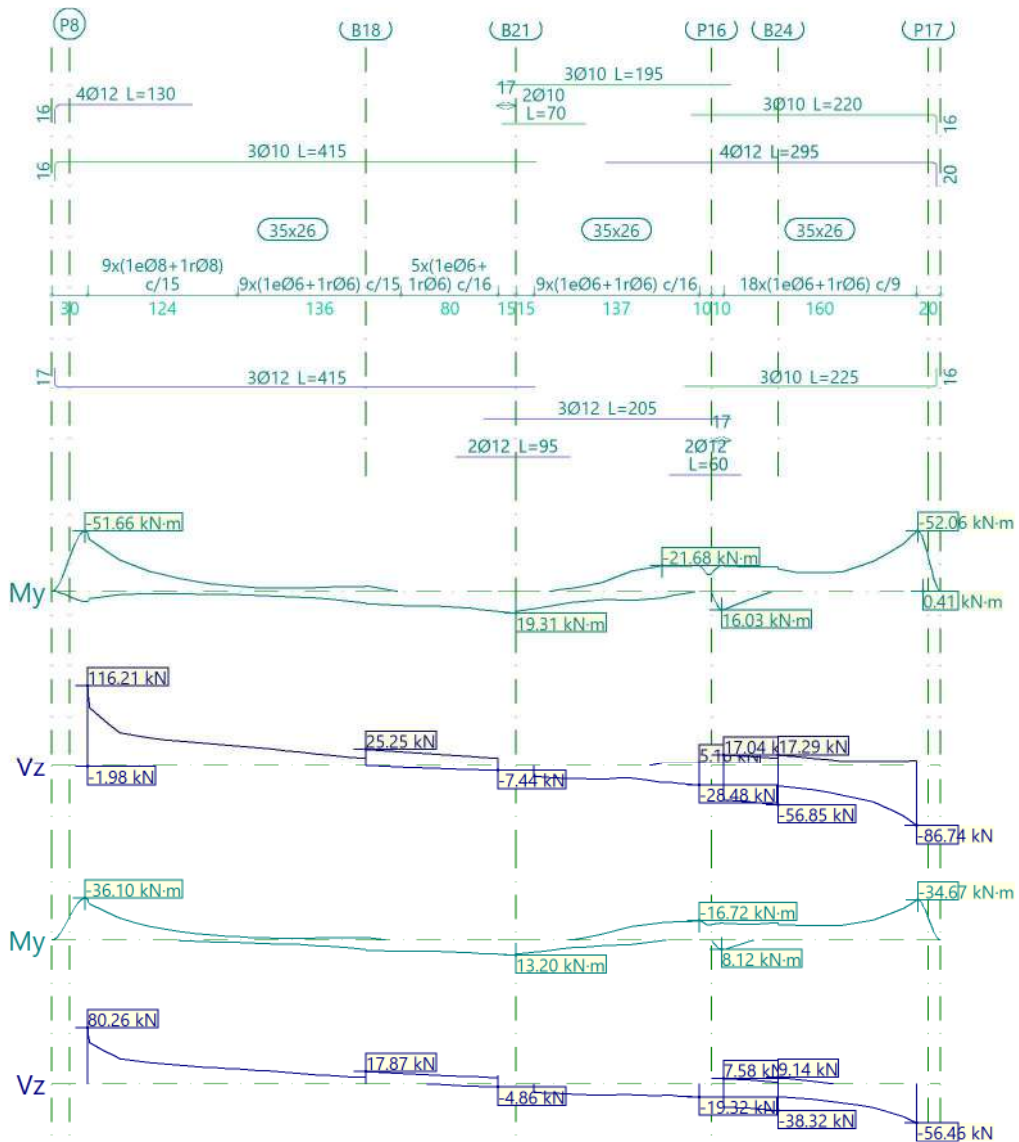 P8 B18 B21 P16 B24 P17
3Ø10 L=195
4Ø12 L=130 17 2Ø10
L=70
3Ø10 L=220
16 16
3Ø10 L=415 4Ø12 L=295
16 20
35x26 35x26 35x26
9x(1eØ8+1rØ8) 5x(1eØ6+
c/15 9x(1eØ6+1rØ6) c/15 1rØ6) c/16 9x(1eØ6+1rØ6) c/16 18x(1eØ6+1rØ6) c/9
30 124 136 80 1515 137 1010 160 20
17 3Ø12 L=415 3Ø10 L=225 16
3Ø12 L=205
17
2Ø12 L=95 2Ø12
L=60
-51.66 kN·m -52.06 kN·m
-21.68 kN·m
My
19.31 kN·m 16.03 kN·m 0.41 kN·m
116.21 kN
25.25 kN 17.04 kN 17.29 kN
Vz
-1.98 kN -7.44 kN -28.48 kN
-56.85 kN
-86.74 kN
-36.10 kN·m -34.67 kN·m
-16.72 kN·m
My
13.20 kN·m 8.12 kN·m
80.26 kN
17.87 kN 7.58 kN 9.14 kN
Vz
-4.86 kN -19.32 kN
-38.32 kN
-56.46 kN